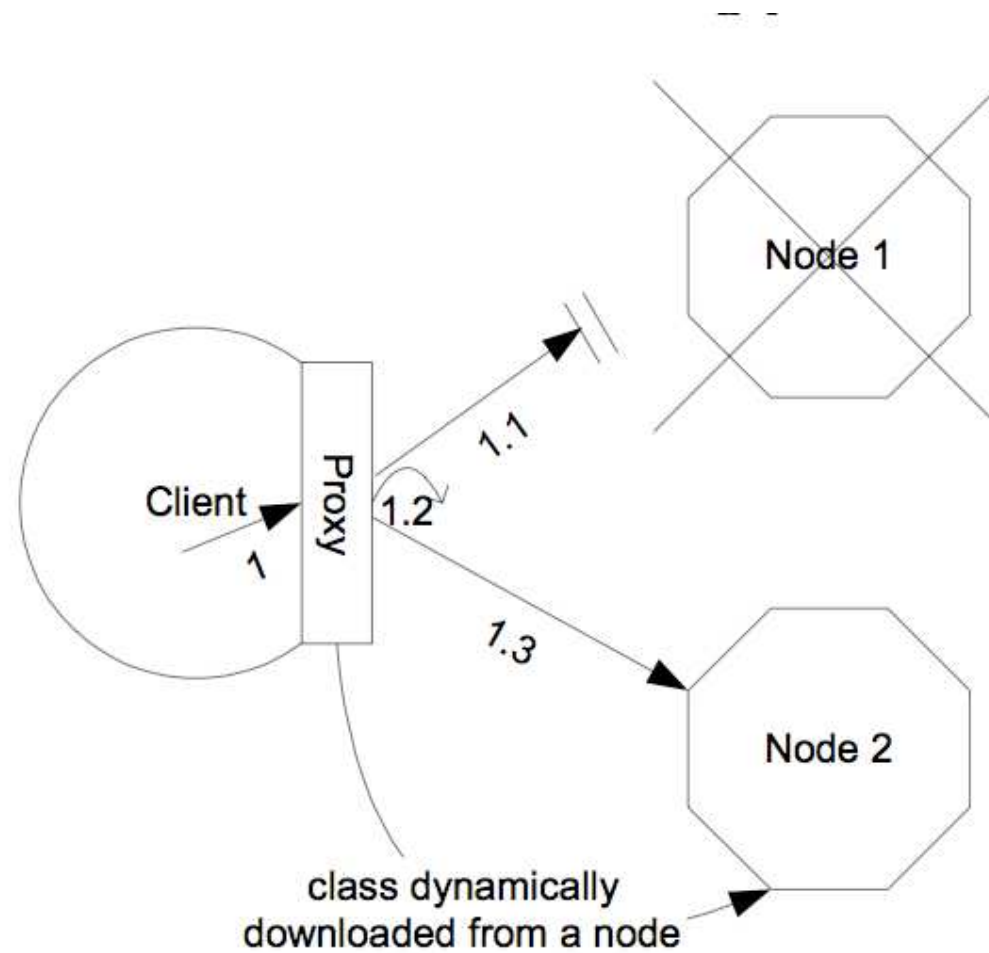 Node 1
1.1
Client
Proxy
1.2
1
1.3
Node 2
class dynamically
downloaded from a node